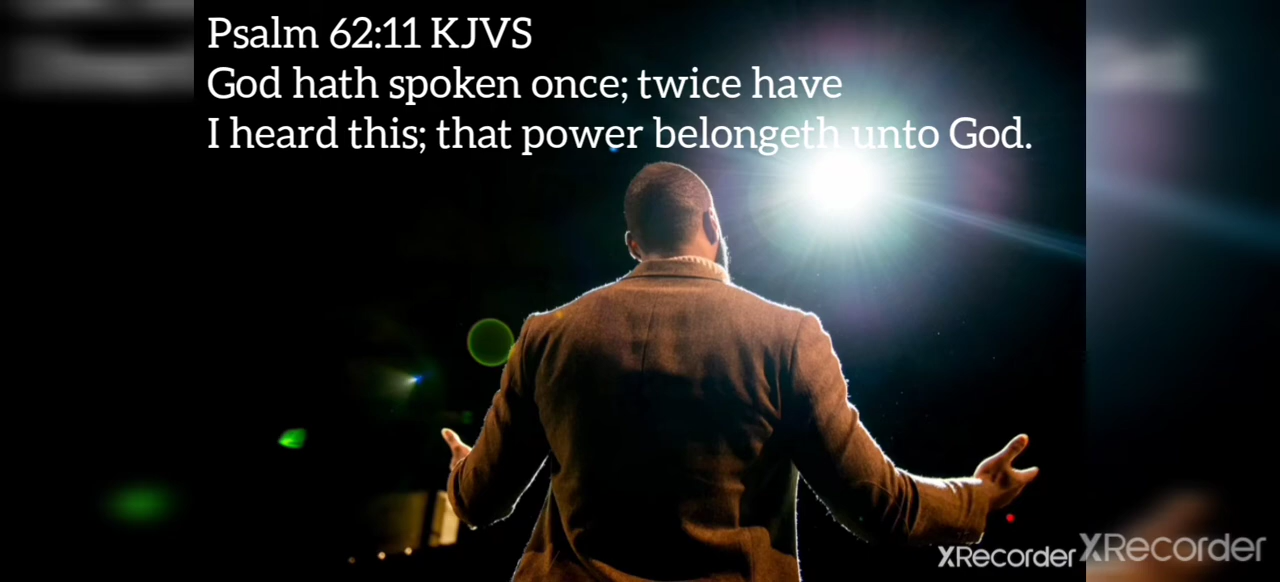 Psalm 62:11 KJVS
God hath spoken once; twice have
I heard this; that power belongeth unto God.
XRecorder
XRecorder